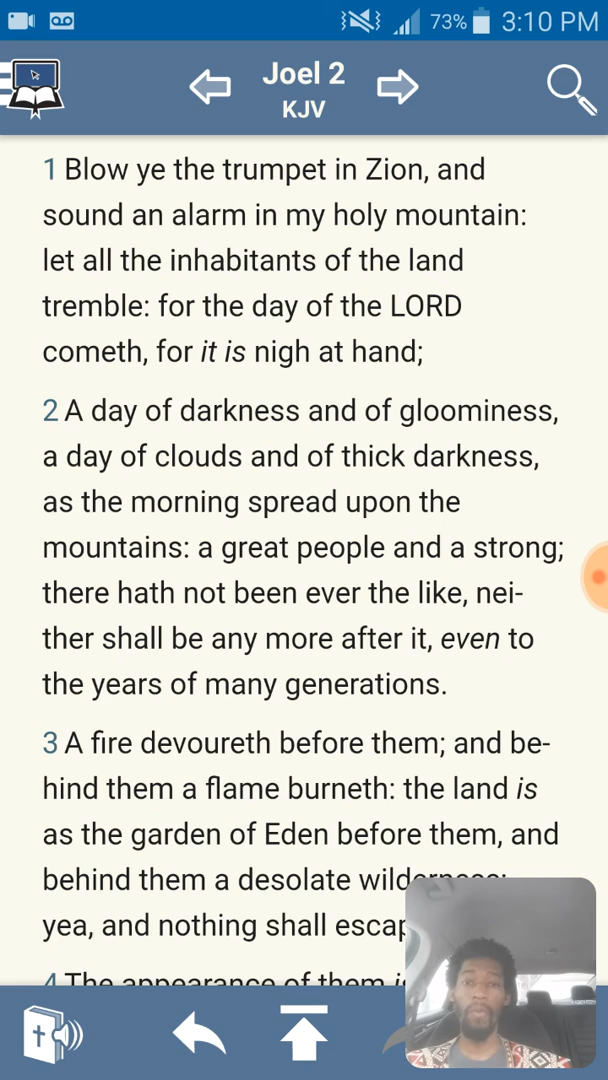 73% 3:10 PM
Joel 2
KJV
1 Blow ye the trumpet in Zion, and
sound an alarm in my holy mountain:
let all the inhabitants of the land
tremble: for the day of the LORD
cometh, for it is nigh at hand;
2 A day of darkness and of gloominess,
a day of clouds and of thick darkness,
as the morning spread upon the
mountains: a great people and a strong;
there hath not been ever the like, nei-
ther shall be any more after it, even to
the years of many generations.
3 A fire devoureth before them; and be-
hind them a flame burneth: the land is
as the garden of Eden before them, and
behind them a desolate wilderness:
yea, and nothing shall escap
4 The appearance of them